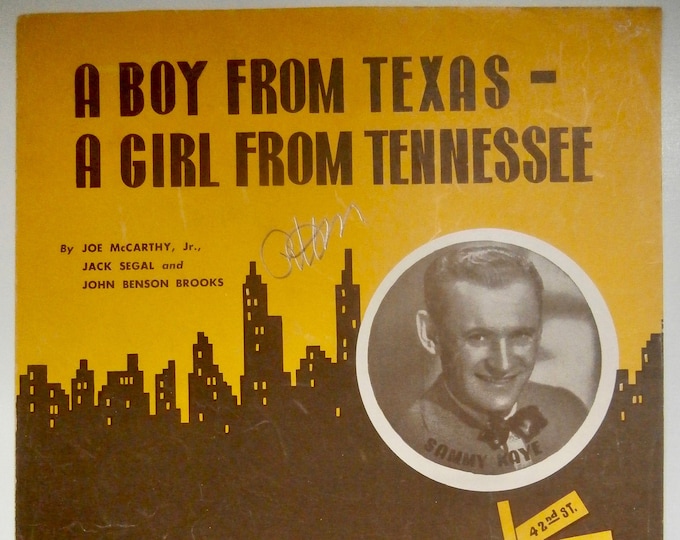 A BOY FROM TEXAS -
A GIRL FROM TENNESSEE
By JOE McCARTHY, Jr.,
JACK SEGAL and
JOHN BENSON BROOKS
SAMMY KAYE
42nd ST.